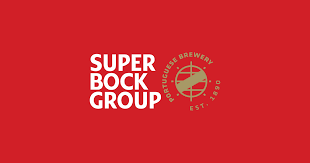 SUPER
BOCK
GROUP
PORTUGUESE BREWERY
EST. 1890